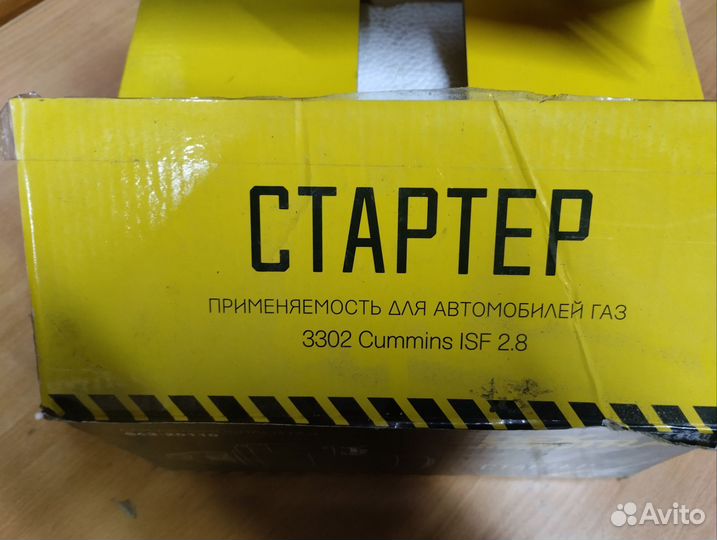 СТАРТЕР
ПРИМЕНЯЕМОСТЬ ДЛЯ АВТОМОБИЛЕЙ ГАЗ
3302 Cummins ISF 2.8
Avito